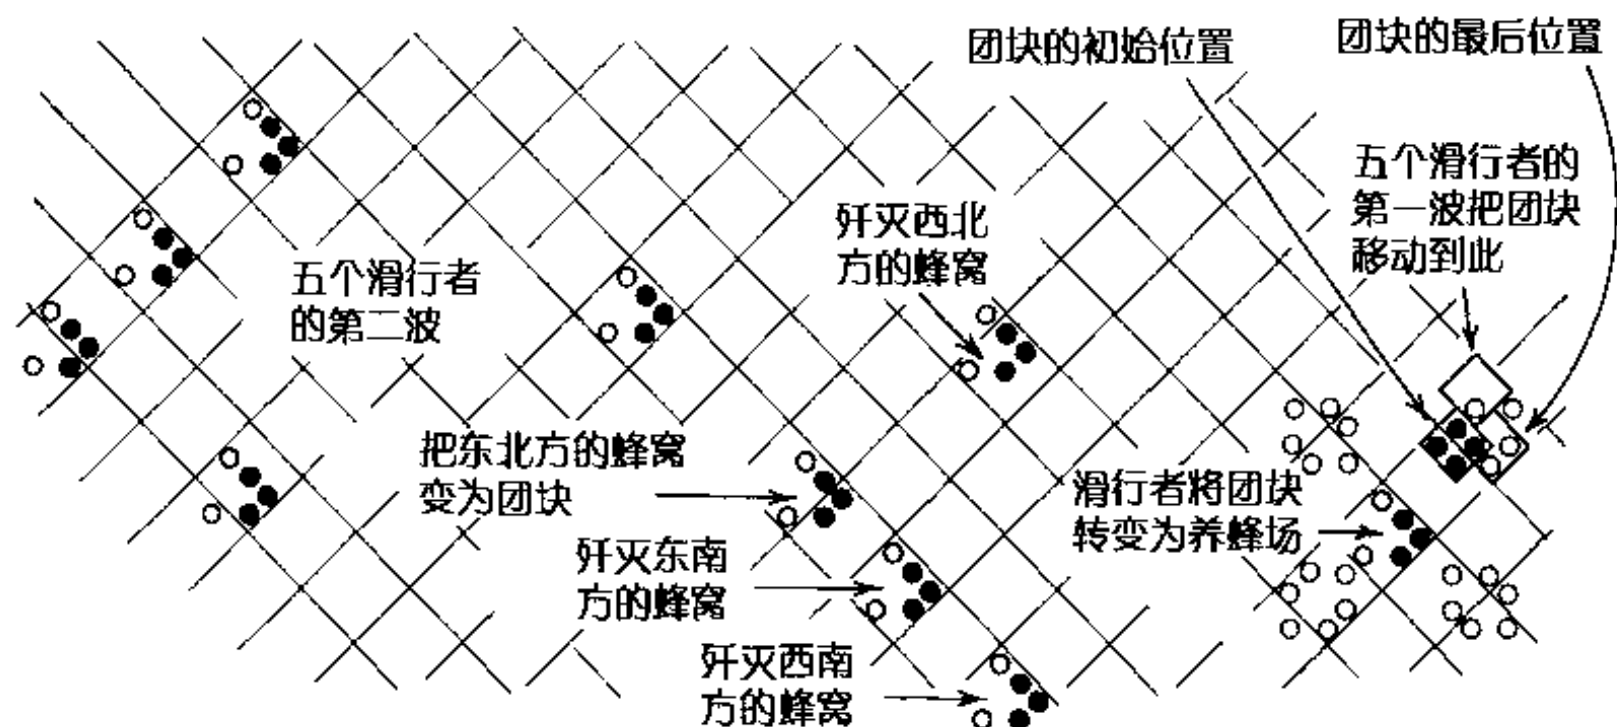 团块的初始位置
团块的最后位置
五个滑行者的
第一波把团块
移动到此
歼灭西北
方的蜂窝
五个滑行者
的第二波
把东北方的蜂窝
变为团块
滑行者将团块
转变为养蜂场
歼灭东南
方的蜂窝
歼灭西南
方的蜂窝